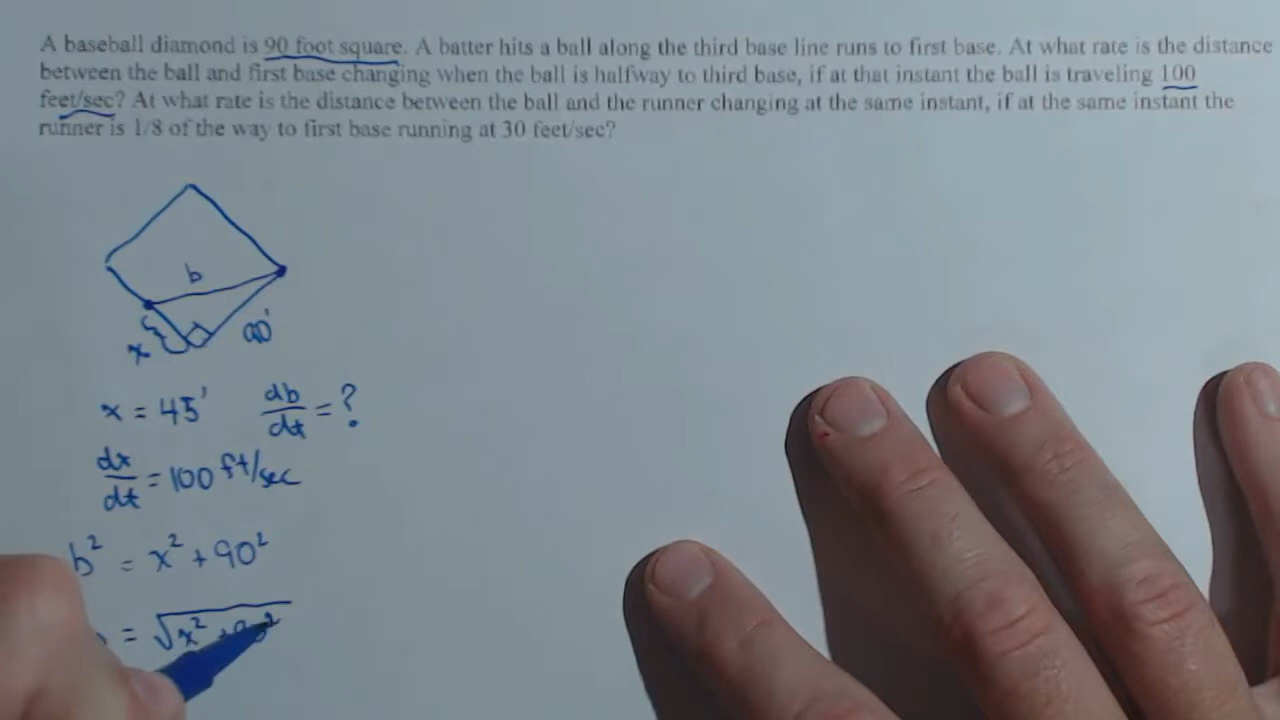 A baseball diamond is 90 foot square. A batter hits a ball along the third base line runs to first base. At what rate is the distance
between the ball and first base changing when the ball is halfway to third base, if at that instant the ball is traveling 100
feet/sec? At what rate is the distance between the ball and the runner changing at the same instant, if at the same instant the
runner is 1/8 of the way to first base running at 30 feet/sec?
b
x
90'
x = 45' db/dt = ?
dx/dt = 100 ft/sec
b² = x² + 90²
= √x² +